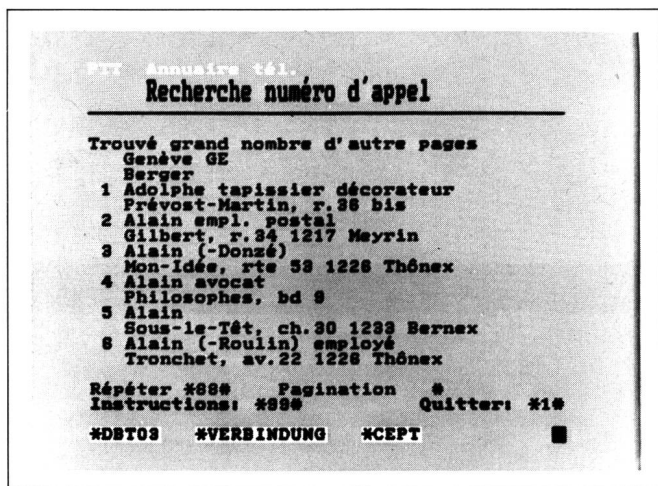 PTT Annuaire tél.
Recherche numéro d'appel
Trouvé grand nombre d'autre pages
Genève GE
Berger
1 Adolphe tapissier décorateur
Prévost-Martin, r.36 bis
2 Alain empl. postal
Gilbert, r.34 1217 Meyrin
3 Alain (-Donzé)
Mon-Idée, rte 59 1226 Thônex
4 Alain avocat
Philosophes, bd 9
5 Alain
Sous-le-Têt, ch.30 1233 Bernex
6 Alain (-Roulin) employé
Tronchet, av.22 1226 Thônex
Répéter *88# Pagination #
Instructions: *99# Quitter: *1#
*DBT03 *VERBINDUNG *CEPT